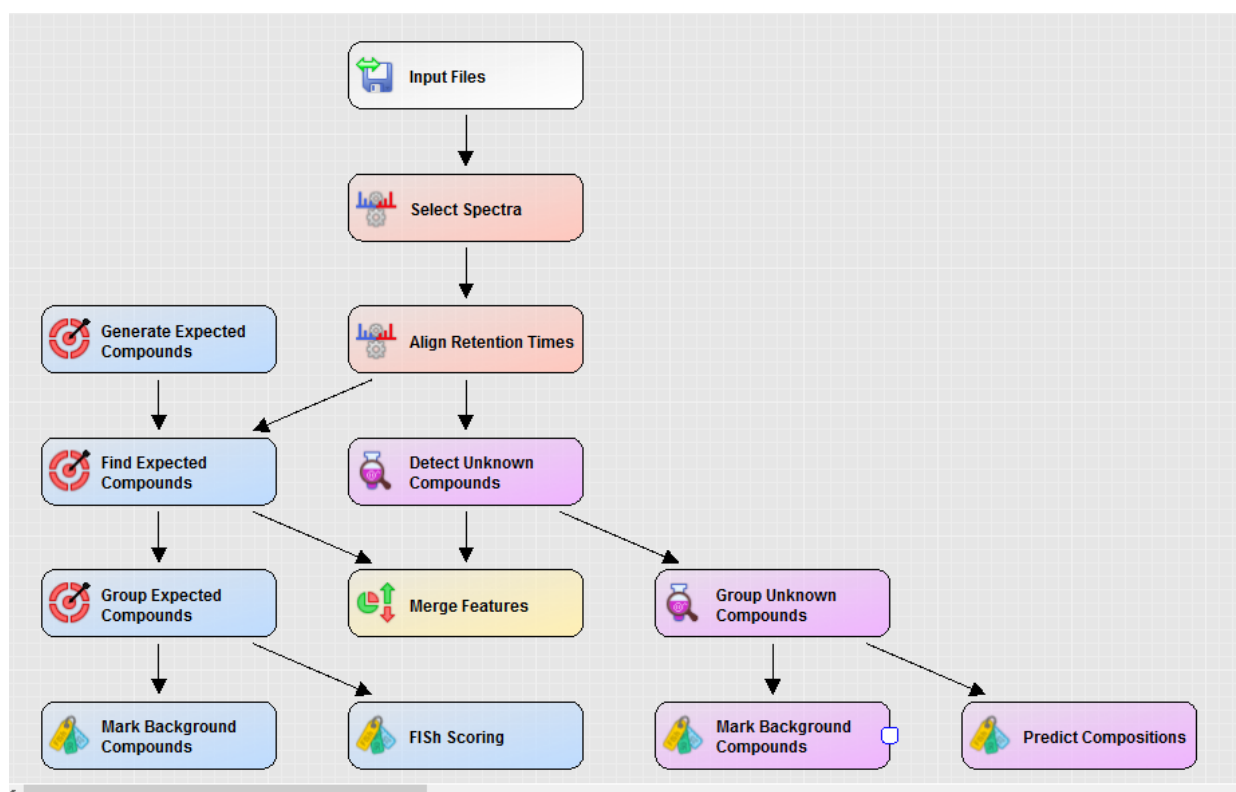 Input Files
Select Spectra
Generate Expected
Compounds
Align Retention Times
Find Expected
Compounds
Detect Unknown
Compounds
Group Expected
Compounds
Merge Features
Group Unknown
Compounds
Mark Background
Compounds
FISh Scoring
Mark Background
Compounds
Predict Compositions